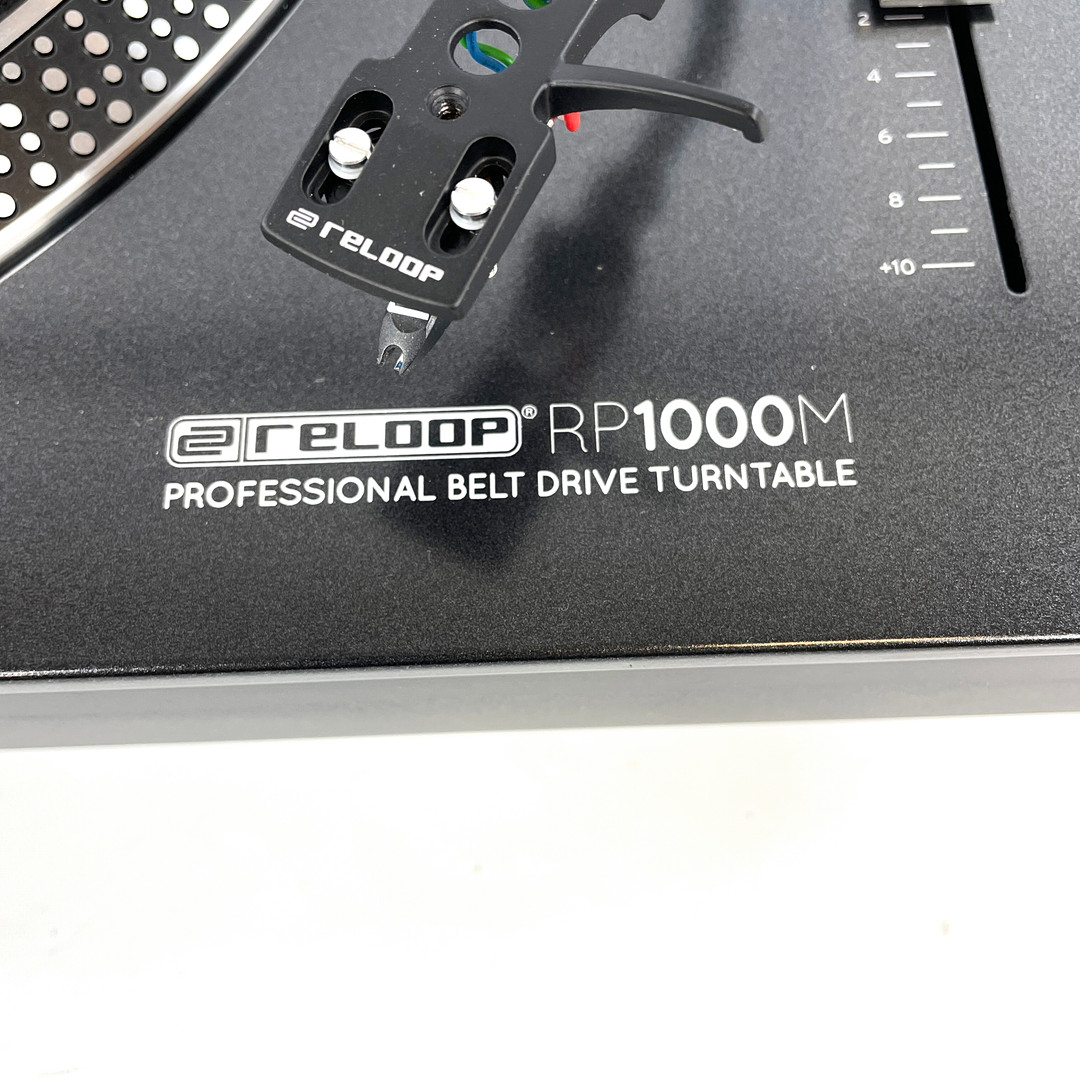 2
4
6
8
+10
reLOOP
reLOOP® RP1000M
PROFESSIONAL BELT DRIVE TURNTABLE